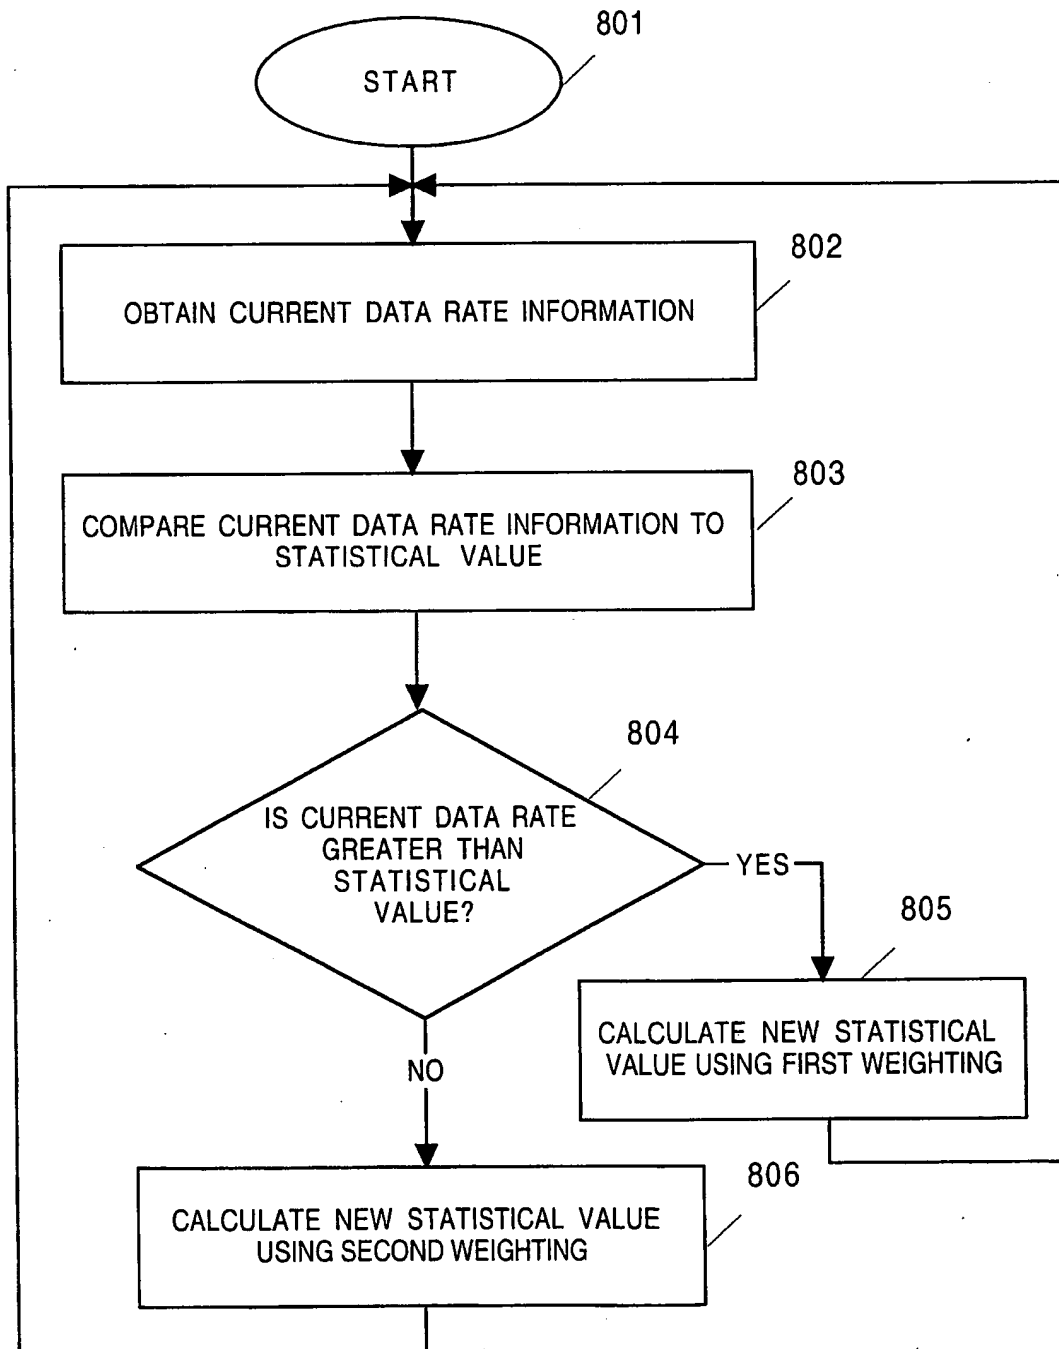 801
START
802
OBTAIN CURRENT DATA RATE INFORMATION
803
COMPARE CURRENT DATA RATE INFORMATION TO
STATISTICAL VALUE
804
IS CURRENT DATA RATE
GREATER THAN
STATISTICAL
VALUE?
YES
805
CALCULATE NEW STATISTICAL
VALUE USING FIRST WEIGHTING
NO
806
CALCULATE NEW STATISTICAL VALUE
USING SECOND WEIGHTING